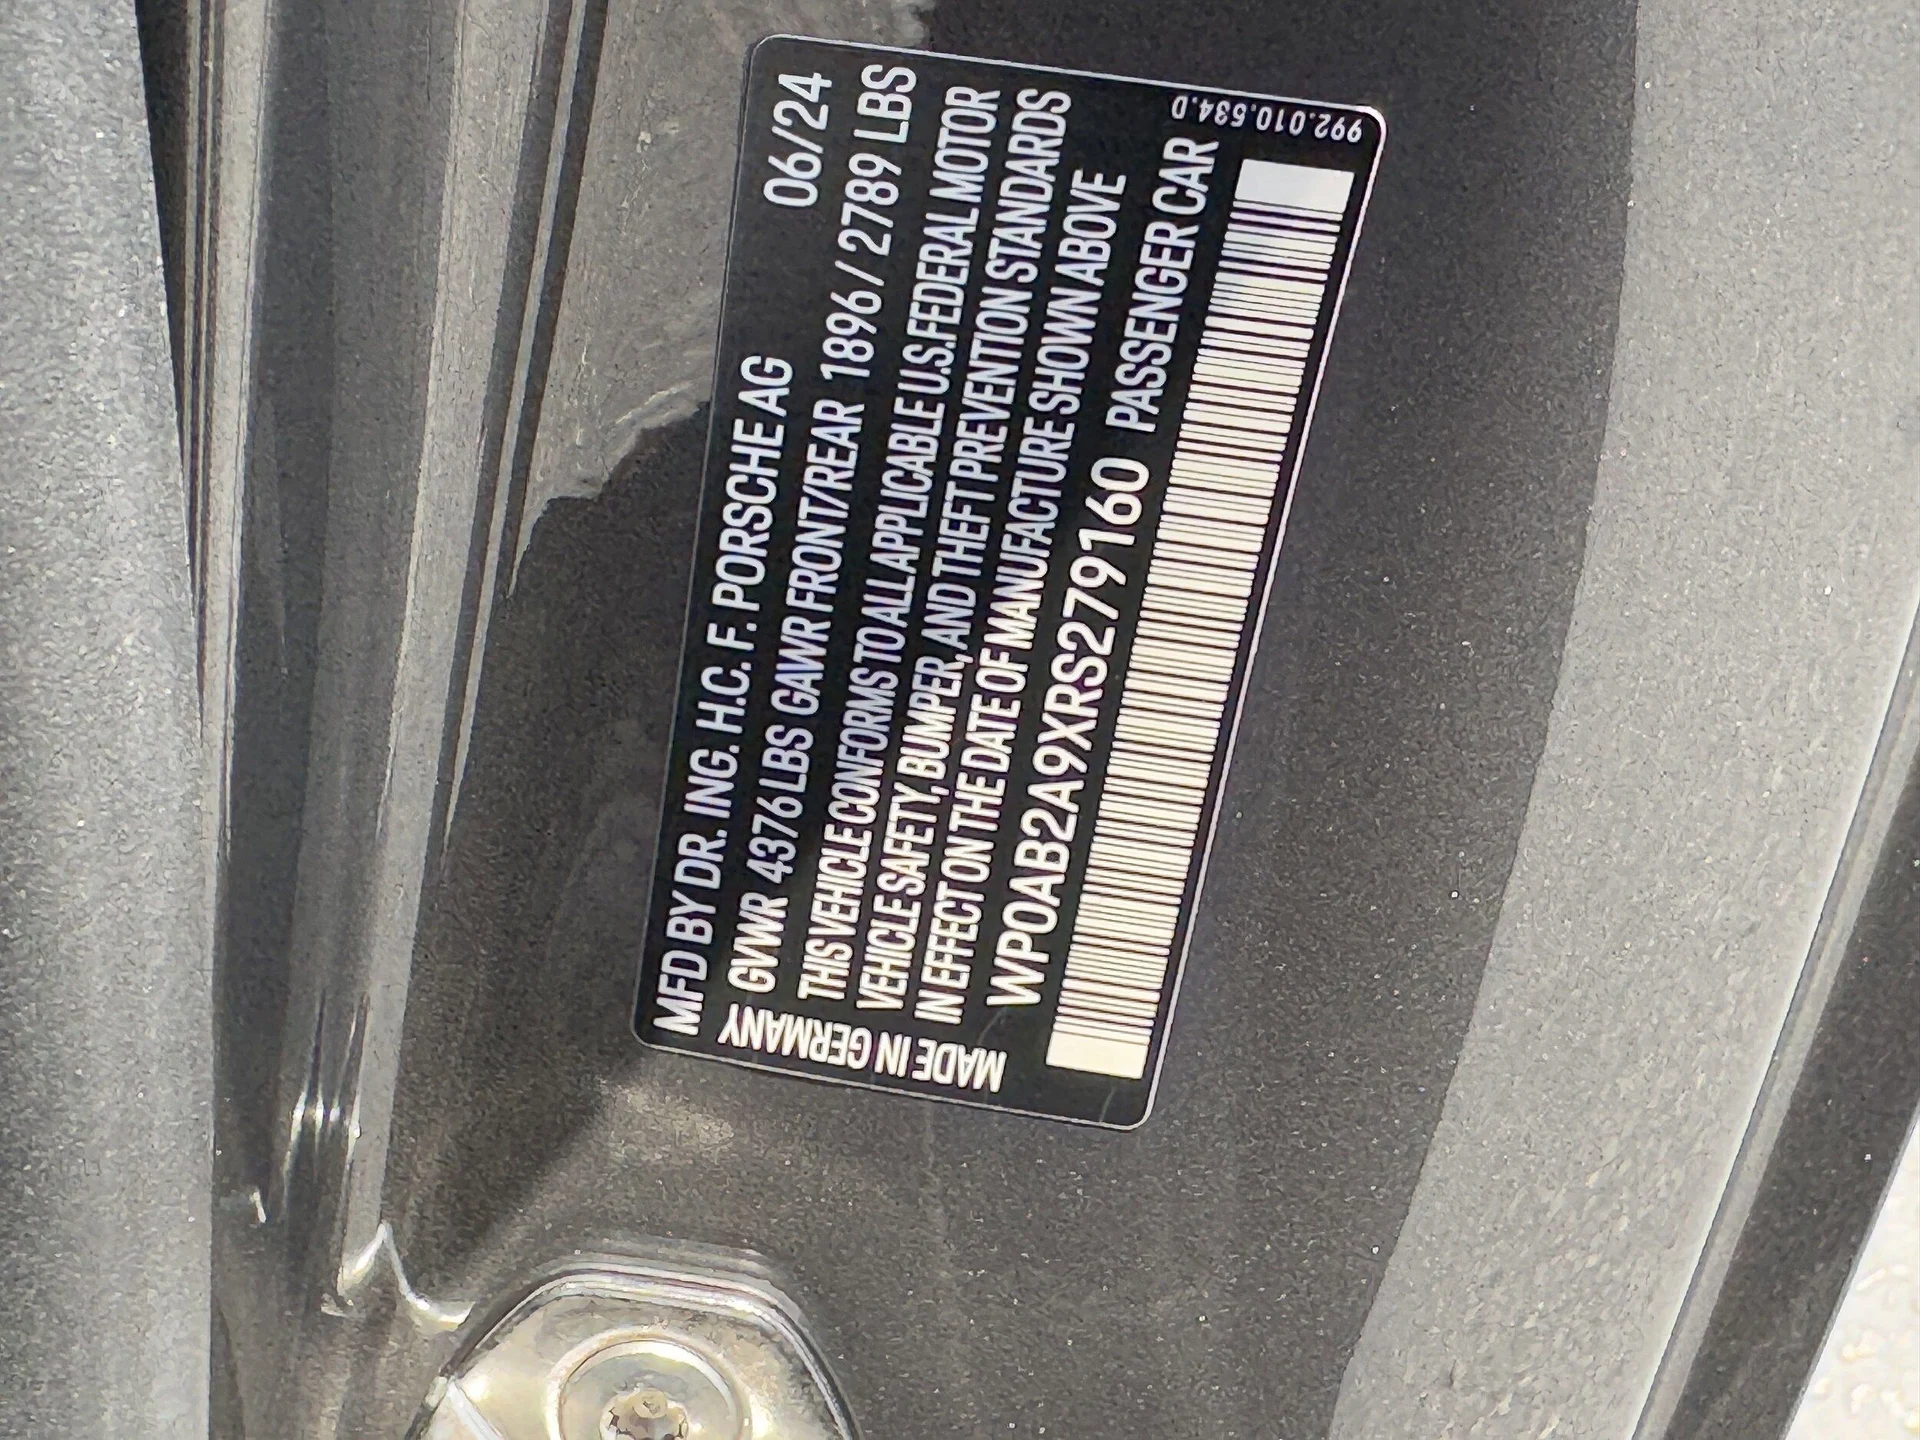 MFD BY DR. ING. H.C. F. PORSCHE AG 06/24
GVWR 4376 LBS GAWR FRONT/REAR 1896 / 2789 LBS
THIS VEHICLE CONFORMS TO ALL APPLICABLE U.S. FEDERAL MOTOR
VEHICLE SAFETY, BUMPER, AND THEFT PREVENTION STANDARDS
IN EFFECT ON THE DATE OF MANUFACTURE SHOWN ABOVE
WP0AB2A9XRS279160 PASSENGER CAR
MADE IN GERMANY
992.010.534.D